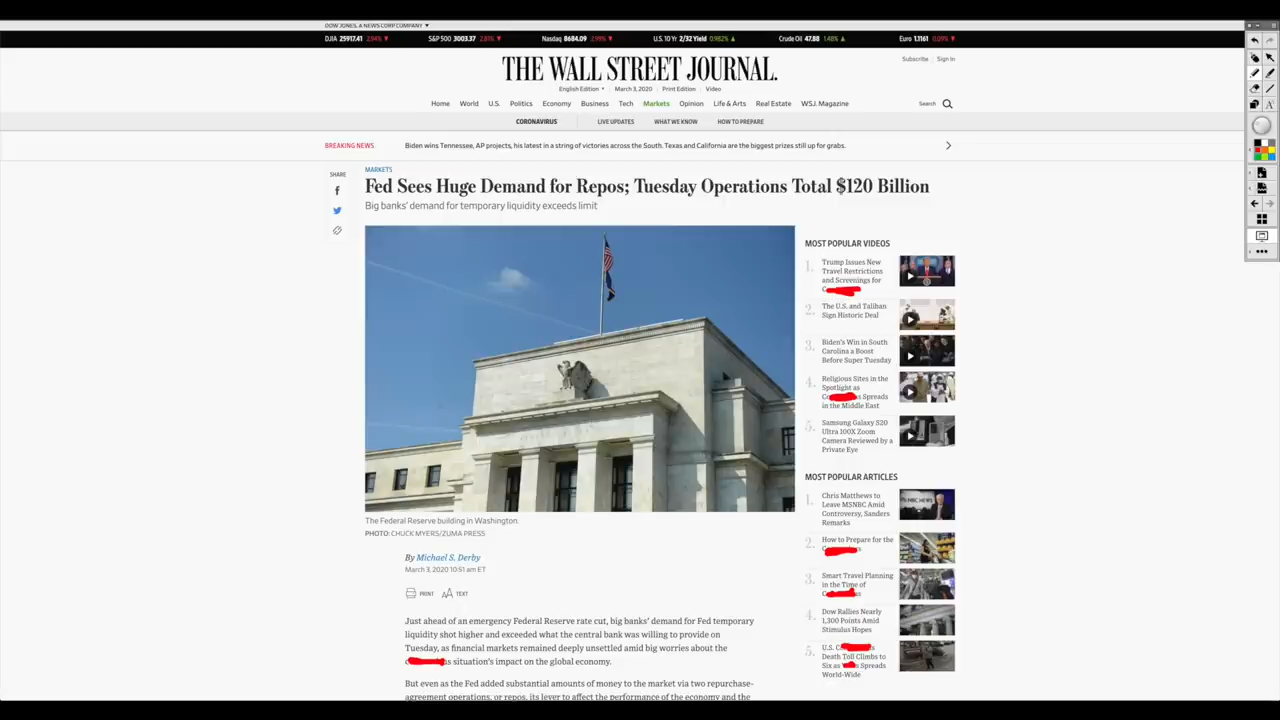 DOW JONES, A NEWS CORP COMPANY ▼
DJIA 25917.41 2.94% ▼ S&P 500 3003.37 2.81% ▼ Nasdaq 8684.09 2.99% ▼ U.S. 10 Yr 2/32 Yield 0.982% ▲ Crude Oil 47.88 1.48% ▲ Euro 1.1161 0.09% ▼
Subscribe Sign In
THE WALL STREET JOURNAL.
English Edition ▼ March 3, 2020 Print Edition Video
Home World U.S. Politics Economy Business Tech Markets Opinion Life & Arts Real Estate WSJ. Magazine Search
CORONAVIRUS LIVE UPDATES WHAT WE KNOW HOW TO PREPARE
BREAKING NEWS Biden wins Tennessee, AP projects, his latest in a string of victories across the South. Texas and California are the biggest prizes still up for grabs.
MARKETS
SHARE
Fed Sees Huge Demand for Repos; Tuesday Operations Total $120 Billion
Big banks' demand for temporary liquidity exceeds limit
The Federal Reserve building in Washington.
PHOTO: CHUCK MYERS/ZUMA PRESS
By Michael S. Derby
March 3, 2020 10:51 am ET
PRINT TEXT
Just ahead of an emergency Federal Reserve rate cut, big banks' demand for Fed temporary
liquidity shot higher and exceeded what the central bank was willing to provide on
Tuesday, as financial markets remained deeply unsettled amid big worries about the
situation's impact on the global economy.
But even as the Fed added substantial amounts of money to the market via two repurchase-
agreement operations, or repos, its lever to affect the performance of the economy and the
MOST POPULAR VIDEOS
1. Trump Issues New
Travel Restrictions
and Screenings for
2. The U.S. and Taliban
Sign Historic Deal
3. Biden's Win in South
Carolina a Boost
Before Super Tuesday
4. Religious Sites in the
Spotlight as
Spreads
in the Middle East
5. Samsung Galaxy S20
Ultra 100X Zoom
Camera Reviewed by a
Private Eye
MOST POPULAR ARTICLES
1. Chris Matthews to
Leave MSNBC Amid
Controversy, Sanders
Remarks
2. How to Prepare for the
3. Smart Travel Planning
in the Time of
4. Dow Rallies Nearly
1,300 Points Amid
Stimulus Hopes
5. U.S.
Death Toll Climbs to
Six as Spreads
World-Wide